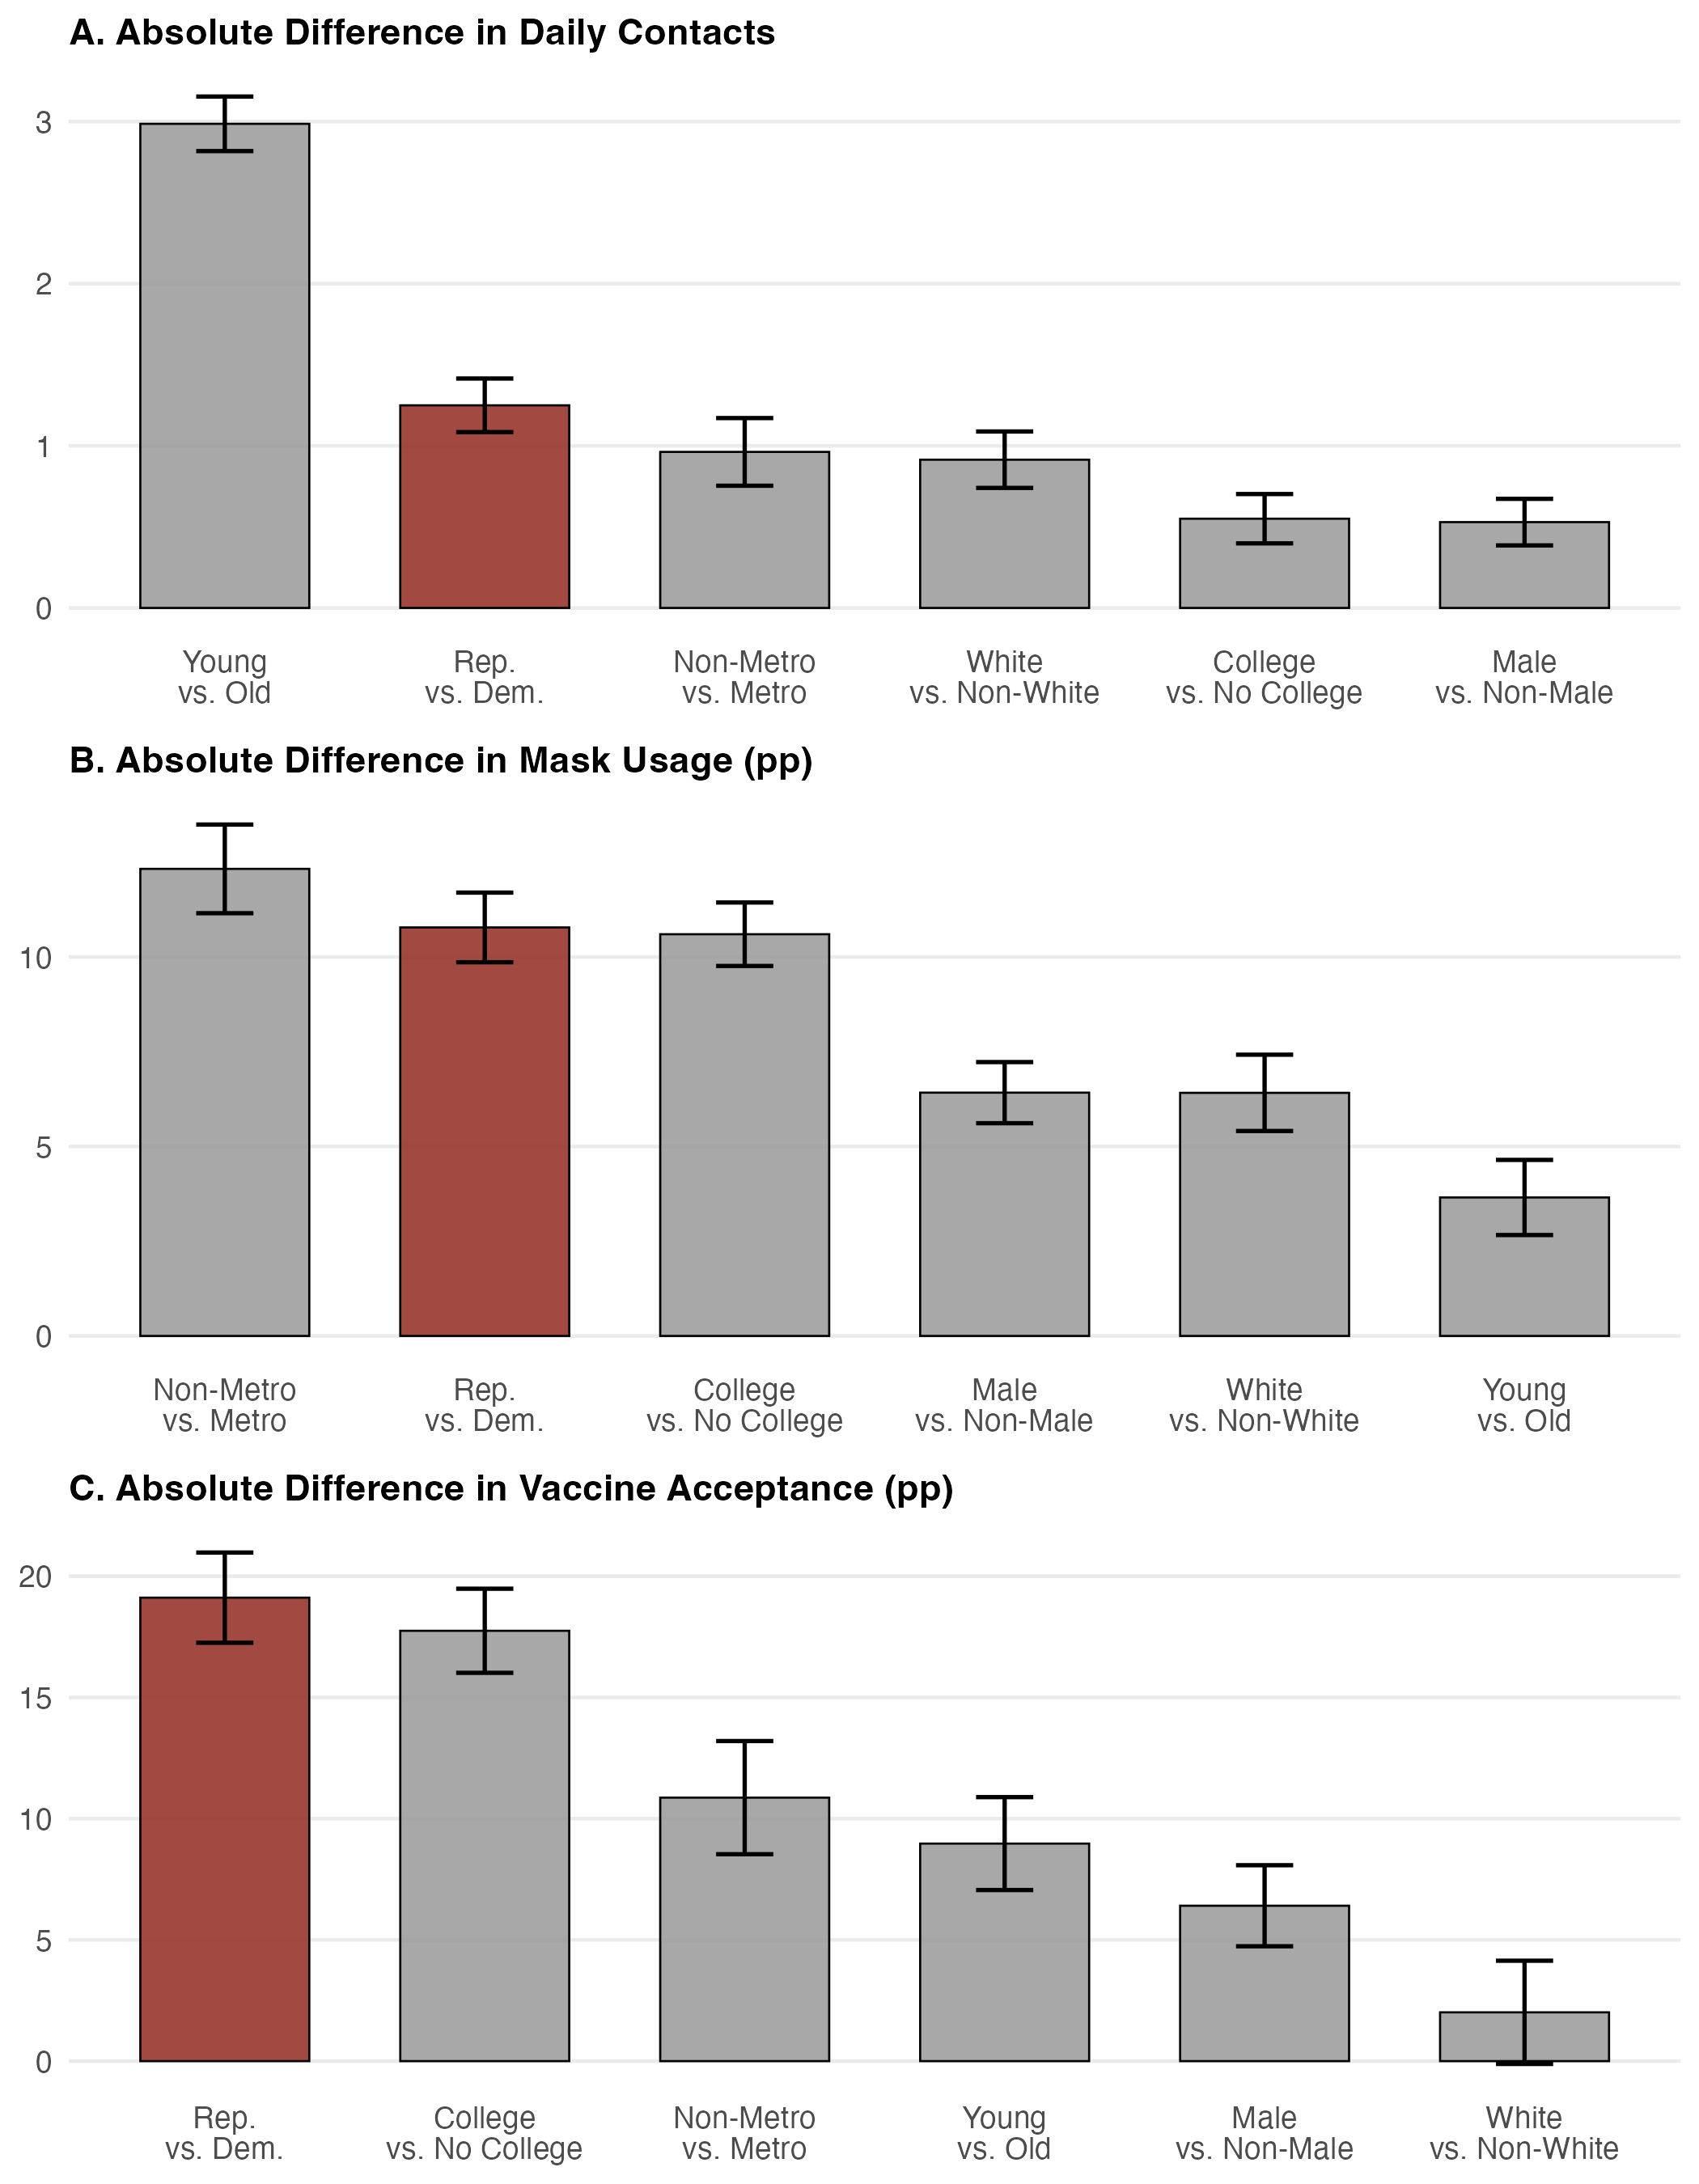 A. Absolute Difference in Daily Contacts
3
2
1
0
Young
vs. Old
Rep.
vs. Dem.
Non-Metro
vs. Metro
White
vs. Non-White
College
vs. No College
Male
vs. Non-Male
B. Absolute Difference in Mask Usage (pp)
10
5
0
Non-Metro
vs. Metro
Rep.
vs. Dem.
College
vs. No College
Male
vs. Non-Male
White
vs. Non-White
Young
vs. Old
C. Absolute Difference in Vaccine Acceptance (pp)
20
15
10
5
0
Rep.
vs. Dem.
College
vs. No College
Non-Metro
vs. Metro
Young
vs. Old
Male
vs. Non-Male
White
vs. Non-White